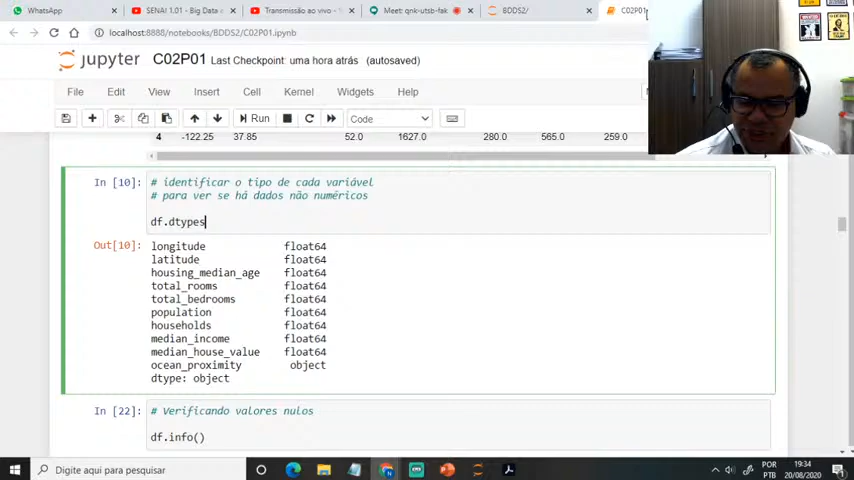 WhatsApp
SENAI 1.01 - Big Data e
Transmissão ao vivo -
Meet: qnk-utsb-fak
BDDS2/
C02P01
localhost:8888/notebooks/BDDS2/C02P01.ipynb
jupyter C02P01 Last Checkpoint: uma hora atrás (autosaved)
File Edit View Insert Cell Kernel Widgets Help
Run Code
4 -122.25 37.85 52.0 1627.0 280.0 565.0 259.0
In [10] # identificar o tipo de cada variável
# para ver se há dados não numéricos
df.dtypes
Out[10]: longitude float64
latitude float64
housing_median_age float64
total_rooms float64
total_bedrooms float64
population float64
households float64
median_income float64
median_house_value float64
ocean_proximity object
dtype: object
In [22] # Verificando valores nulos
df.info()
Digite aqui para pesquisar
POR 19:34
PTB 20/08/2020